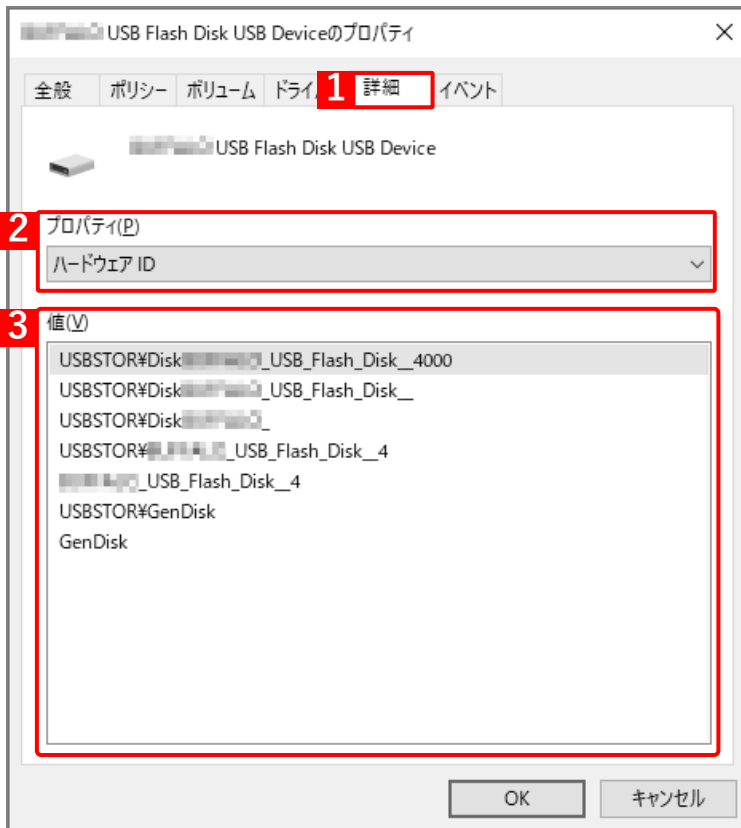 USB Flash Disk USB Deviceのプロパティ
全般 ポリシー ボリューム ドライ 1 詳細 イベント
USB Flash Disk USB Device
2 プロパティ(P)
ハードウェア ID
3 値(V)
USBSTOR¥Disk _USB_Flash_Disk__4000
USBSTOR¥Disk _USB_Flash_Disk__
USBSTOR¥Disk _
USBSTOR¥ _USB_Flash_Disk__4
_USB_Flash_Disk__4
USBSTOR¥GenDisk
GenDisk
OK キャンセル